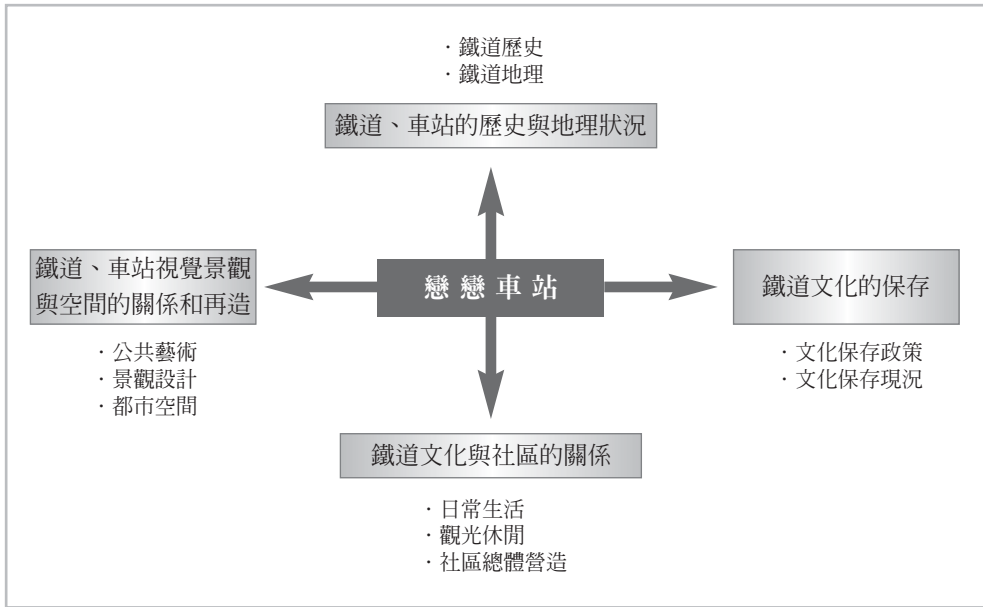 ·鐵道歷史
·鐵道地理
鐵道、車站的歷史與地理狀況
鐵道、車站視覺景觀
與空間的關係和再造
·公共藝術
·景觀設計
·都市空間
戀戀車站
鐵道文化的保存
·文化保存政策
·文化保存現況
鐵道文化與社區的關係
·日常生活
·觀光休閒
·社區總體營造